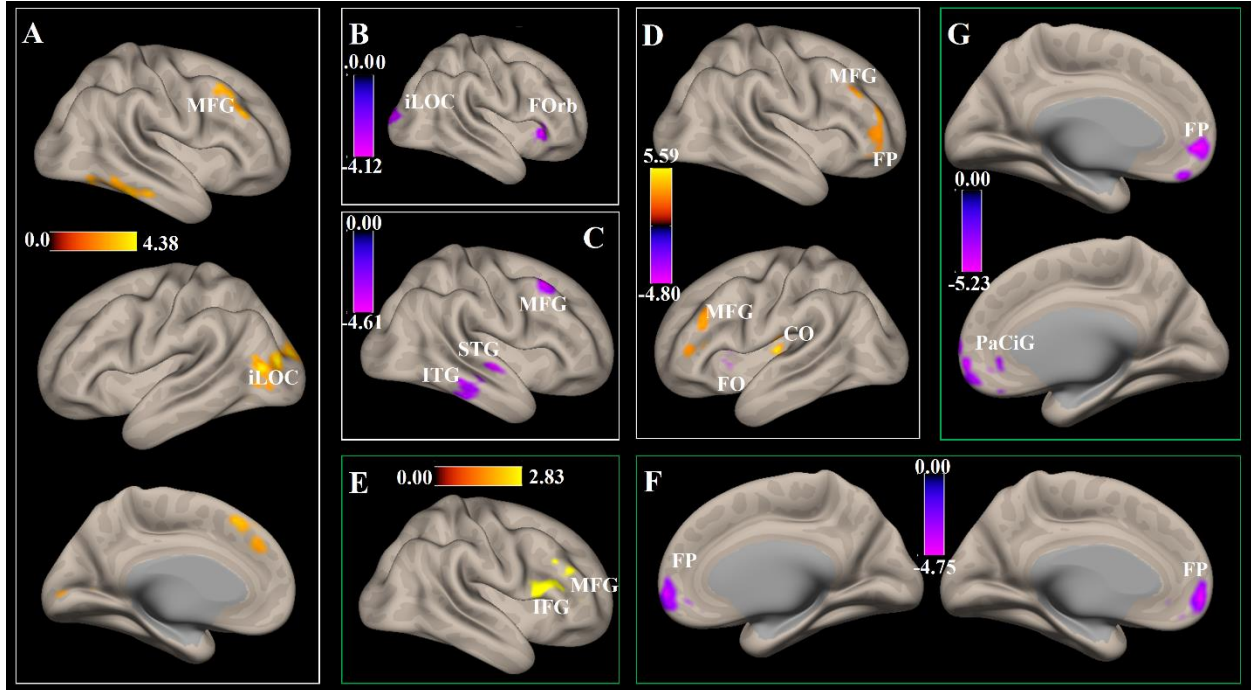 A
MFG
0.0 4.38
iLOC
B
0.00
iLOC FOrb
-4.12
0.00 C
-4.61
MFG
STG
ITG
D
MFG
FP
5.59
-4.80
MFG
CO
FO
E
0.00 2.83
MFG
IFG
F
0.00
-4.75
FP
FP
G
FP
0.00
-5.23
PaCiG